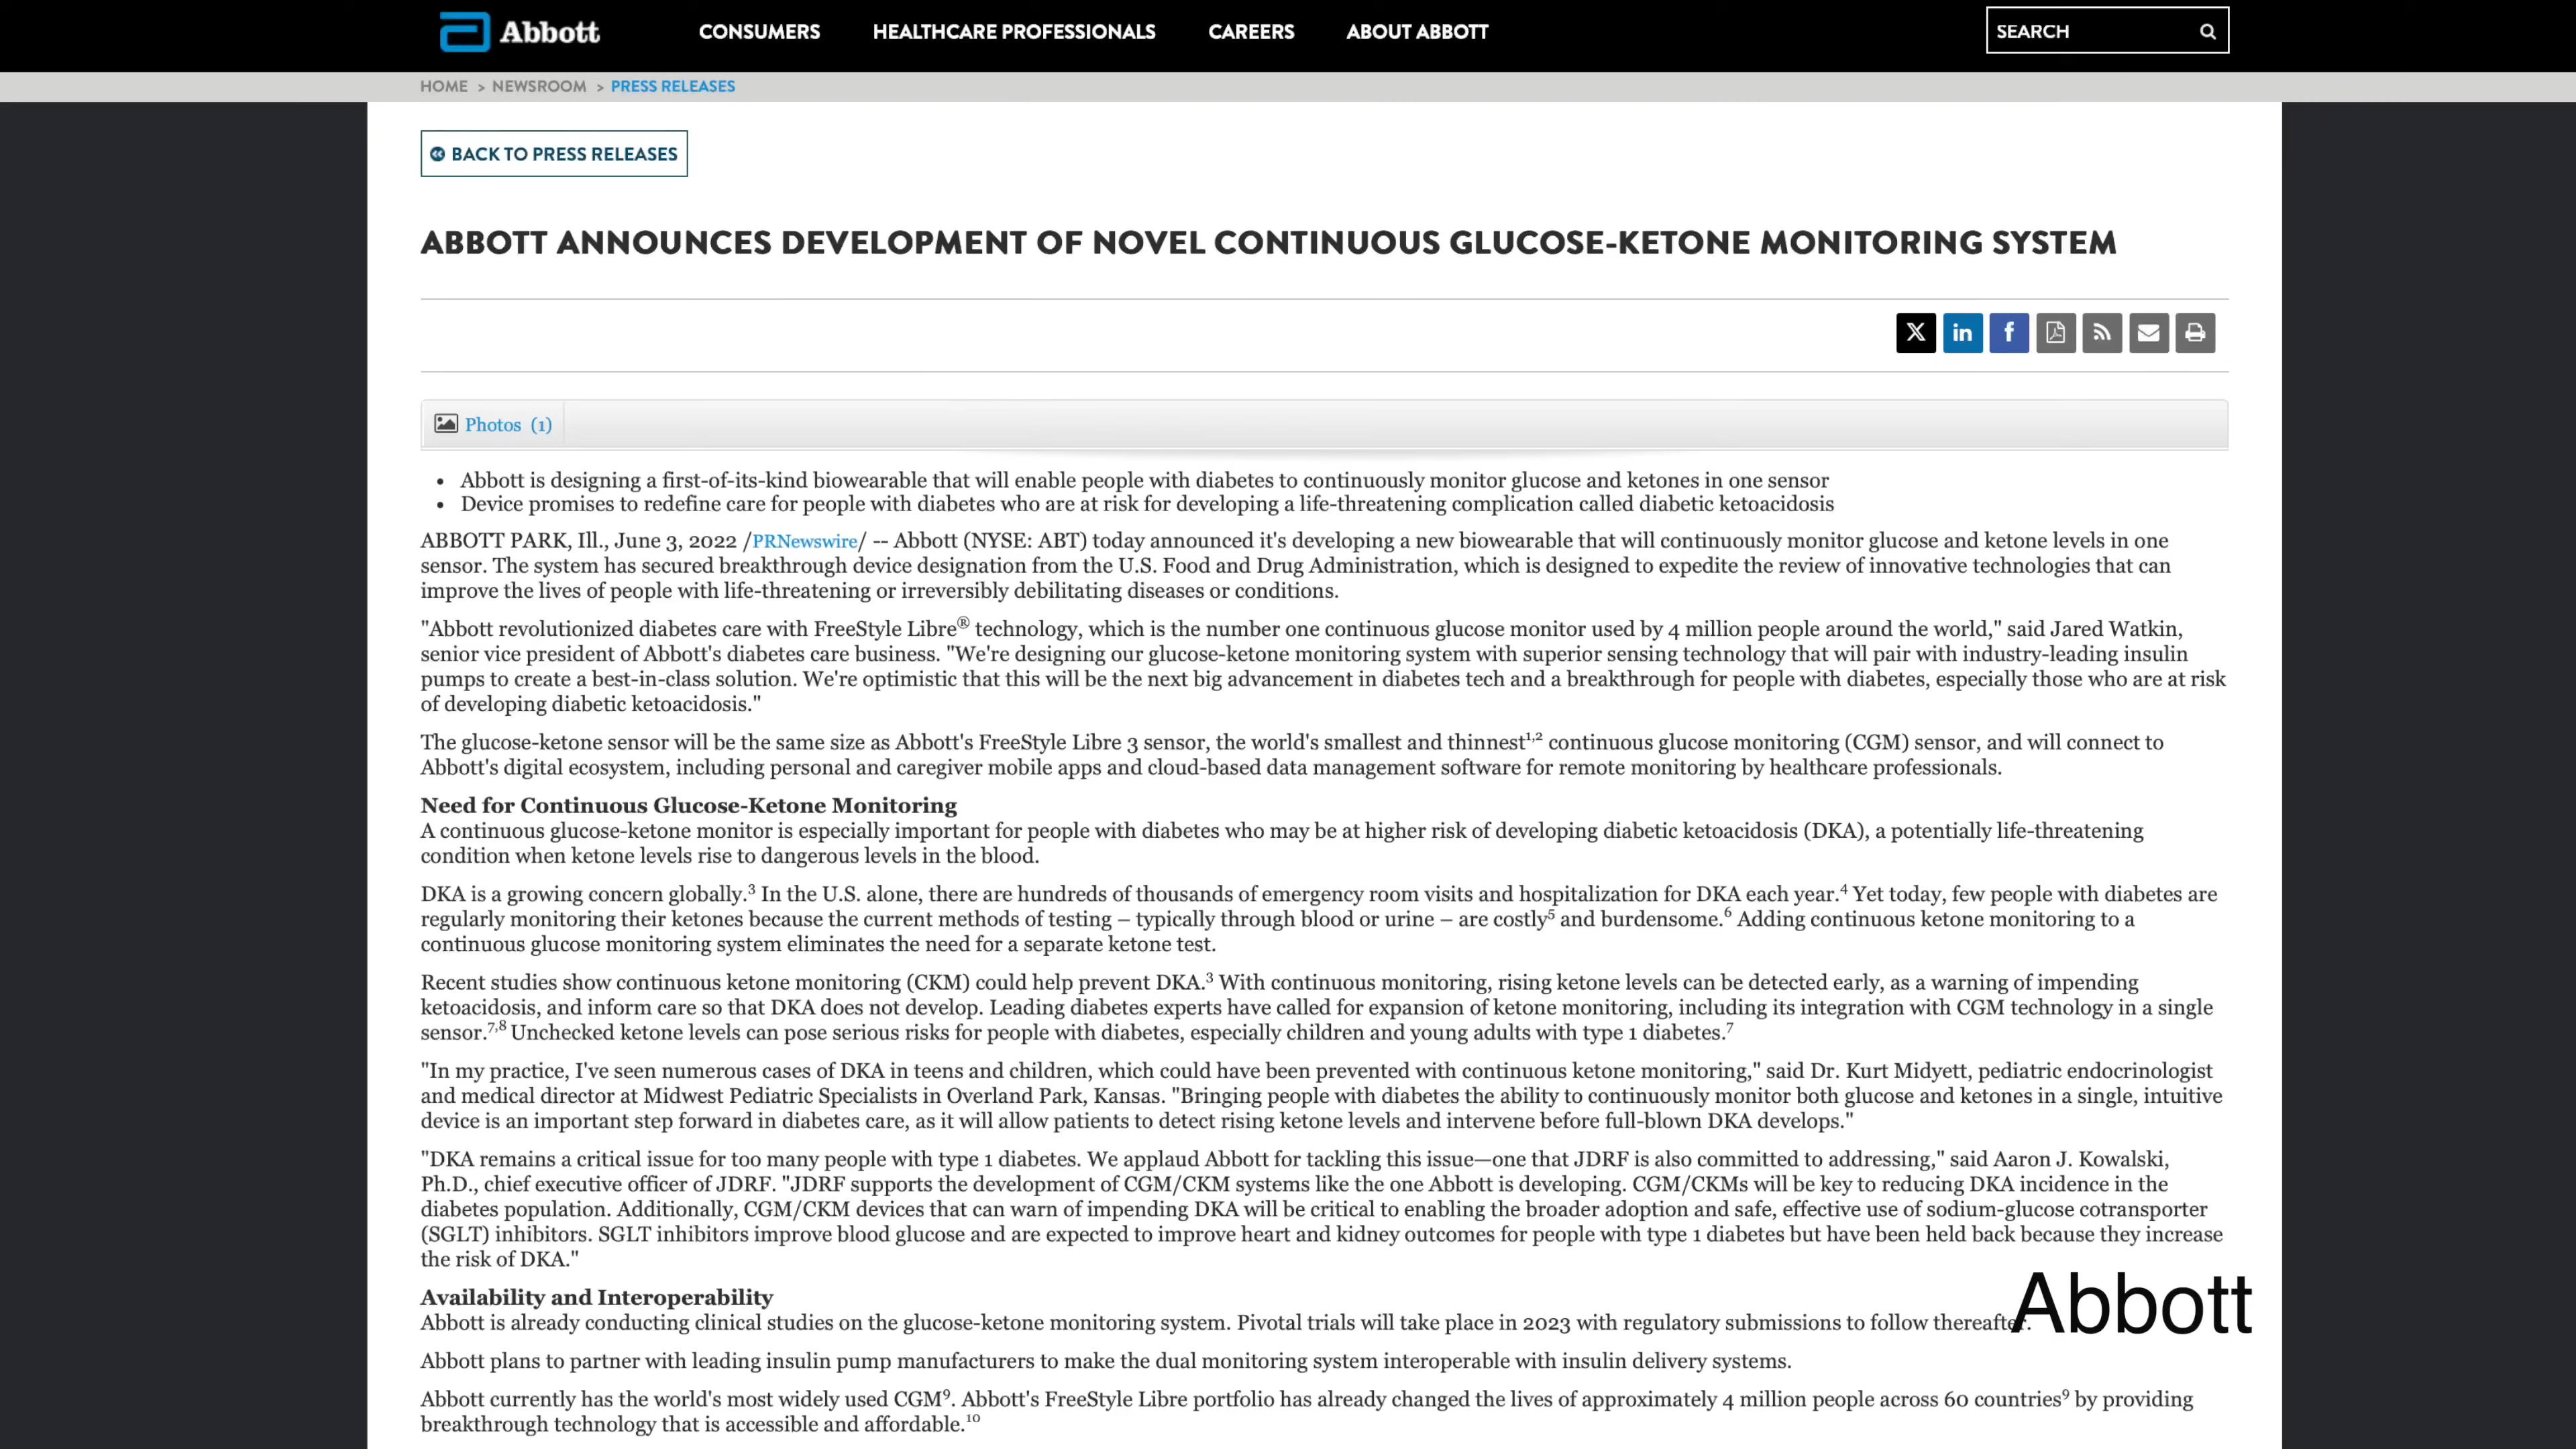 Abbott CONSUMERS HEALTHCARE PROFESSIONALS CAREERS ABOUT ABBOTT SEARCH
HOME > NEWSROOM > PRESS RELEASES
BACK TO PRESS RELEASES
ABBOTT ANNOUNCES DEVELOPMENT OF NOVEL CONTINUOUS GLUCOSE-KETONE MONITORING SYSTEM
Photos (1)
• Abbott is designing a first-of-its-kind biowearable that will enable people with diabetes to continuously monitor glucose and ketones in one sensor
• Device promises to redefine care for people with diabetes who are at risk for developing a life-threatening complication called diabetic ketoacidosis
ABBOTT PARK, Ill., June 3, 2022 /PRNewswire/ -- Abbott (NYSE: ABT) today announced it's developing a new biowearable that will continuously monitor glucose and ketone levels in one
sensor. The system has secured breakthrough device designation from the U.S. Food and Drug Administration, which is designed to expedite the review of innovative technologies that can
improve the lives of people with life-threatening or irreversibly debilitating diseases or conditions.
"Abbott revolutionized diabetes care with FreeStyle Libre® technology, which is the number one continuous glucose monitor used by 4 million people around the world," said Jared Watkin,
senior vice president of Abbott's diabetes care business. "We're designing our glucose-ketone monitoring system with superior sensing technology that will pair with industry-leading insulin
pumps to create a best-in-class solution. We're optimistic that this will be the next big advancement in diabetes tech and a breakthrough for people with diabetes, especially those who are at risk
of developing diabetic ketoacidosis."
The glucose-ketone sensor will be the same size as Abbott's FreeStyle Libre 3 sensor, the world's smallest and thinnest1,2 continuous glucose monitoring (CGM) sensor, and will connect to
Abbott's digital ecosystem, including personal and caregiver mobile apps and cloud-based data management software for remote monitoring by healthcare professionals.
Need for Continuous Glucose-Ketone Monitoring
A continuous glucose-ketone monitor is especially important for people with diabetes who may be at higher risk of developing diabetic ketoacidosis (DKA), a potentially life-threatening
condition when ketone levels rise to dangerous levels in the blood.
DKA is a growing concern globally.3 In the U.S. alone, there are hundreds of thousands of emergency room visits and hospitalization for DKA each year.4 Yet today, few people with diabetes are
regularly monitoring their ketones because the current methods of testing – typically through blood or urine – are costly5 and burdensome.6 Adding continuous ketone monitoring to a
continuous glucose monitoring system eliminates the need for a separate ketone test.
Recent studies show continuous ketone monitoring (CKM) could help prevent DKA.3 With continuous monitoring, rising ketone levels can be detected early, as a warning of impending
ketoacidosis, and inform care so that DKA does not develop. Leading diabetes experts have called for expansion of ketone monitoring, including its integration with CGM technology in a single
sensor.7,8 Unchecked ketone levels can pose serious risks for people with diabetes, especially children and young adults with type 1 diabetes.7
"In my practice, I've seen numerous cases of DKA in teens and children, which could have been prevented with continuous ketone monitoring," said Dr. Kurt Midyett, pediatric endocrinologist
and medical director at Midwest Pediatric Specialists in Overland Park, Kansas. "Bringing people with diabetes the ability to continuously monitor both glucose and ketones in a single, intuitive
device is an important step forward in diabetes care, as it will allow patients to detect rising ketone levels and intervene before full-blown DKA develops."
"DKA remains a critical issue for too many people with type 1 diabetes. We applaud Abbott for tackling this issue—one that JDRF is also committed to addressing," said Aaron J. Kowalski,
Ph.D., chief executive officer of JDRF. "JDRF supports the development of CGM/CKM systems like the one Abbott is developing. CGM/CKMs will be key to reducing DKA incidence in the
diabetes population. Additionally, CGM/CKM devices that can warn of impending DKA will be critical to enabling the broader adoption and safe, effective use of sodium-glucose cotransporter
(SGLT) inhibitors. SGLT inhibitors improve blood glucose and are expected to improve heart and kidney outcomes for people with type 1 diabetes but have been held back because they increase
the risk of DKA."
Availability and Interoperability
Abbott is already conducting clinical studies on the glucose-ketone monitoring system. Pivotal trials will take place in 2023 with regulatory submissions to follow thereafter.
Abbott
Abbott plans to partner with leading insulin pump manufacturers to make the dual monitoring system interoperable with insulin delivery systems.
Abbott currently has the world's most widely used CGM9. Abbott's FreeStyle Libre portfolio has already changed the lives of approximately 4 million people across 60 countries9 by providing
breakthrough technology that is accessible and affordable.10